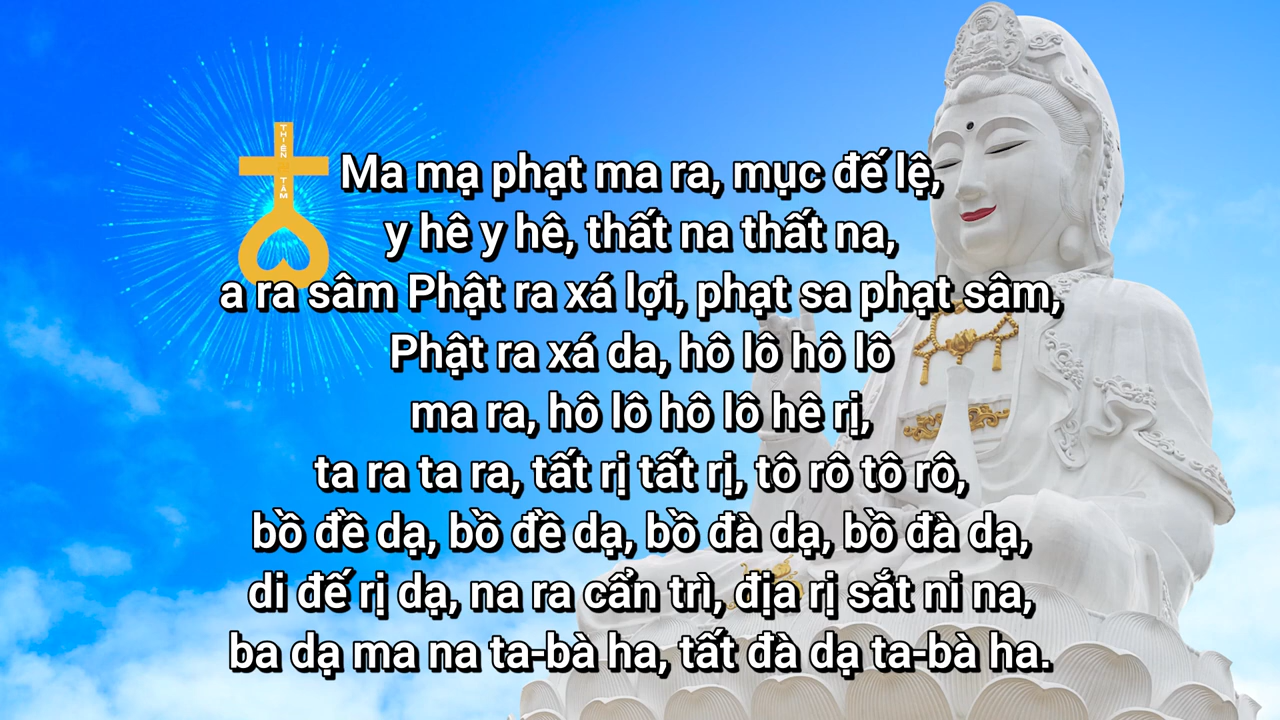 THIỆN TÂM
Ma mạ phạt ma ra, mục đế lệ,
y hê y hê, thất na thất na,
a ra sâm Phật ra xá lợi, phạt sa phạt sâm,
Phật ra xá da, hô lô hô lô
ma ra, hô lô hô lô hê rị,
ta ra ta ra, tất rị tất rị, tô rô tô rô,
bồ đề dạ, bồ đề dạ, bồ đà dạ, bồ đà dạ,
di đế rị dạ, na ra cẩn trì, địa rị sắt ni na,
ba dạ ma na ta-bà ha, tất đà dạ ta-bà ha.